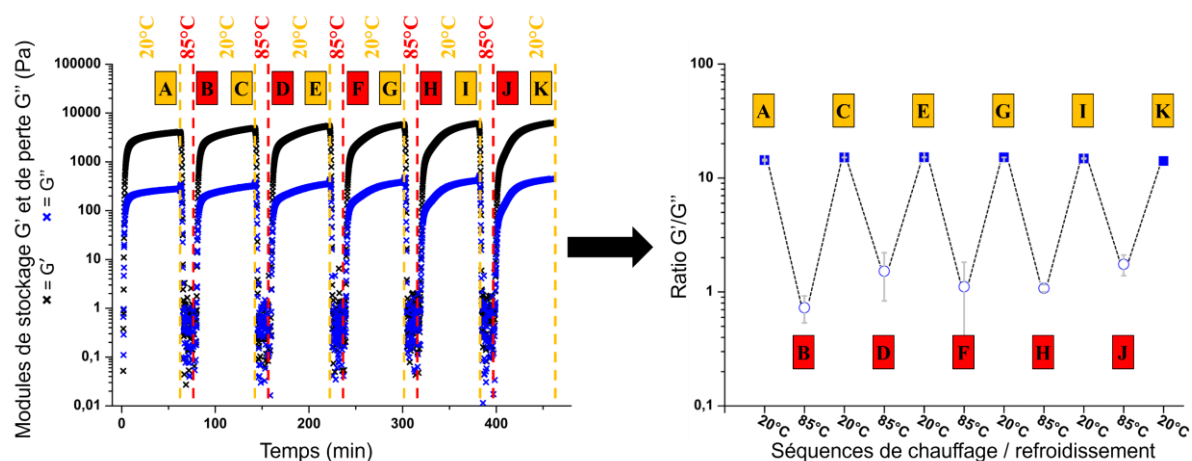 20°C 85°C 20°C 85°C 20°C 85°C 20°C 85°C 20°C 85°C 20°C
Modules de stockage G' et de perte G'' (Pa)
× = G' × = G''
100000
10000
1000
100
10
1
0,1
0,01
A B C D E F G H I J K
0 100 200 300 400
Temps (min)
Ratio G'/G''
100
10
1
0,1
A C E G I K
B D F H J
20°C 85°C 20°C 85°C 20°C 85°C 20°C 85°C 20°C 85°C 20°C
Séquences de chauffage / refroidissement